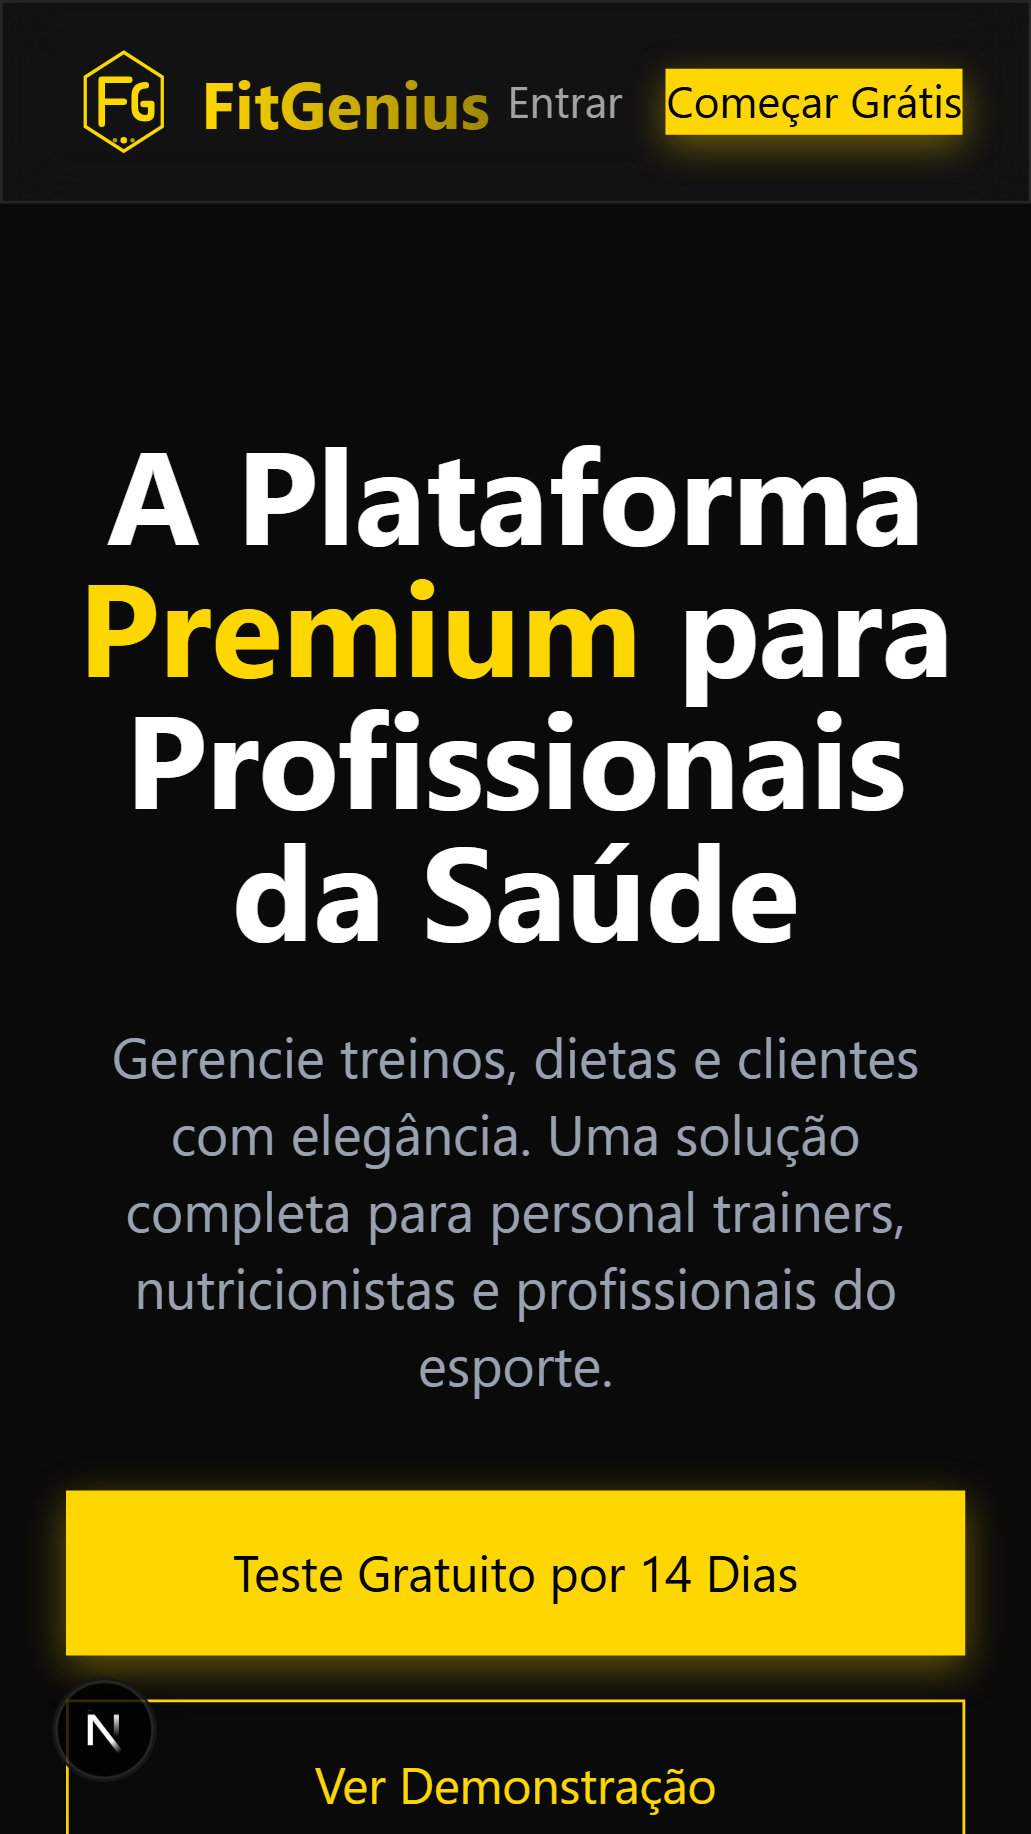 FG
FitGenius
Entrar
Começar Grátis
A Plataforma
Premium para
Profissionais
da Saúde
Gerencie treinos, dietas e clientes
com elegância. Uma solução
completa para personal trainers,
nutricionistas e profissionais do
esporte.
Teste Gratuito por 14 Dias
N
Ver Demonstração